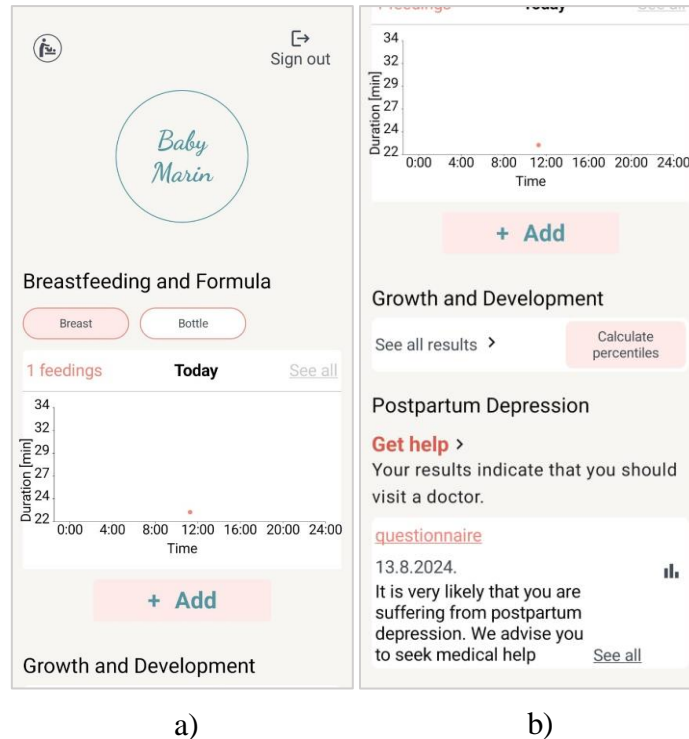 Sign out
Baby
Marin
Breastfeeding and Formula
Breast
Bottle
1 feedings
Today
See all
34
32
29
27
24
22
Duration [min]
0:00 4:00 8:00 12:00 16:00 20:00 24:00
Time
+ Add
Growth and Development
a)
1 feedings
Today
See all
34
32
29
27
24
22
Duration [min]
0:00 4:00 8:00 12:00 16:00 20:00 24:00
Time
+ Add
Growth and Development
See all results >
Calculate
percentiles
Postpartum Depression
Get help >
Your results indicate that you should
visit a doctor.
questionnaire
13.8.2024.
It is very likely that you are
suffering from postpartum
depression. We advise you
to seek medical help
See all
b)